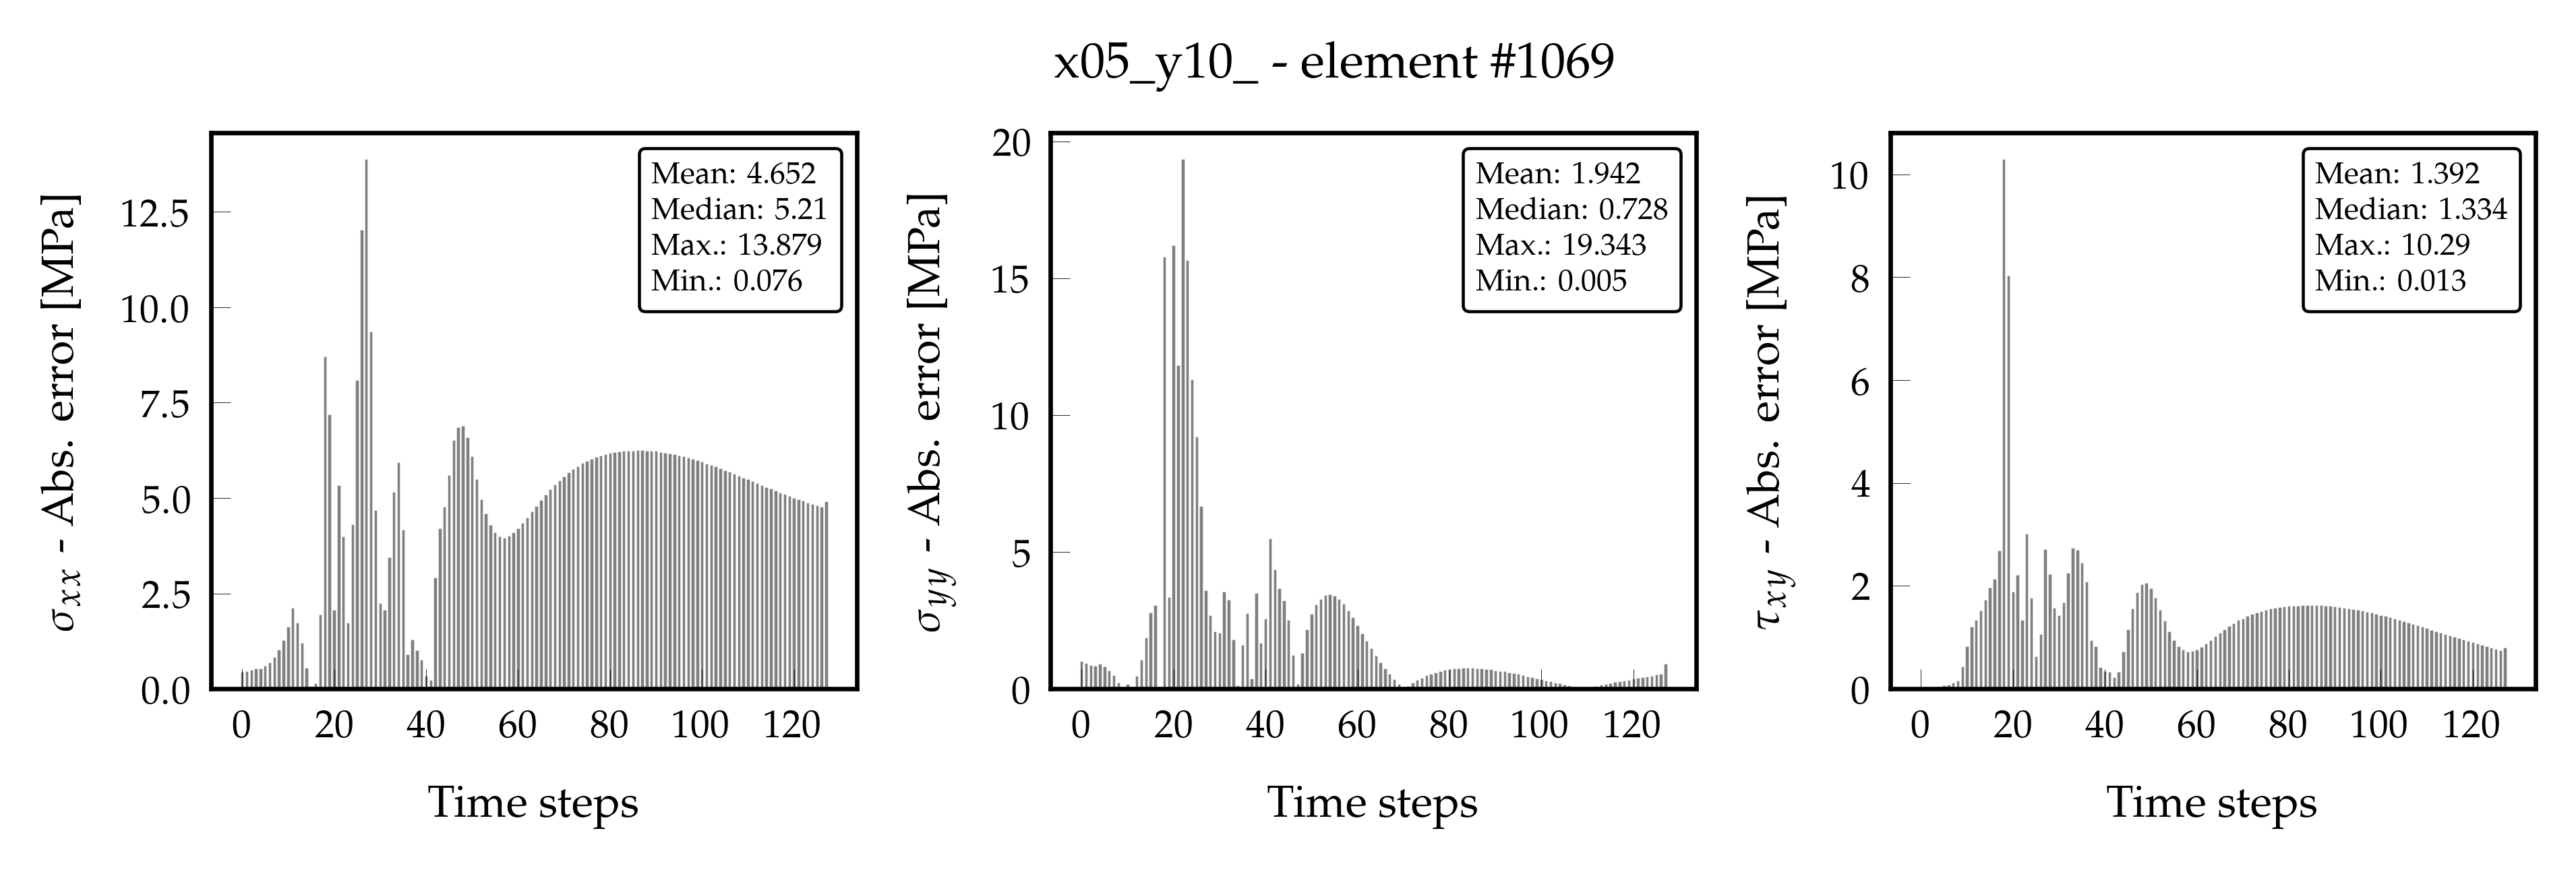 x05_y10_ - element #1069
σxx - Abs. error [MPa]
12.5
10.0
7.5
5.0
2.5
0.0
0 20 40 60 80 100 120
Time steps
Mean: 4.652
Median: 5.21
Max.: 13.879
Min.: 0.076
σyy - Abs. error [MPa]
20
15
10
5
0
0 20 40 60 80 100 120
Time steps
Mean: 1.942
Median: 0.728
Max.: 19.343
Min.: 0.005
τxy - Abs. error [MPa]
10
8
6
4
2
0
0 20 40 60 80 100 120
Time steps
Mean: 1.392
Median: 1.334
Max.: 10.29
Min.: 0.013